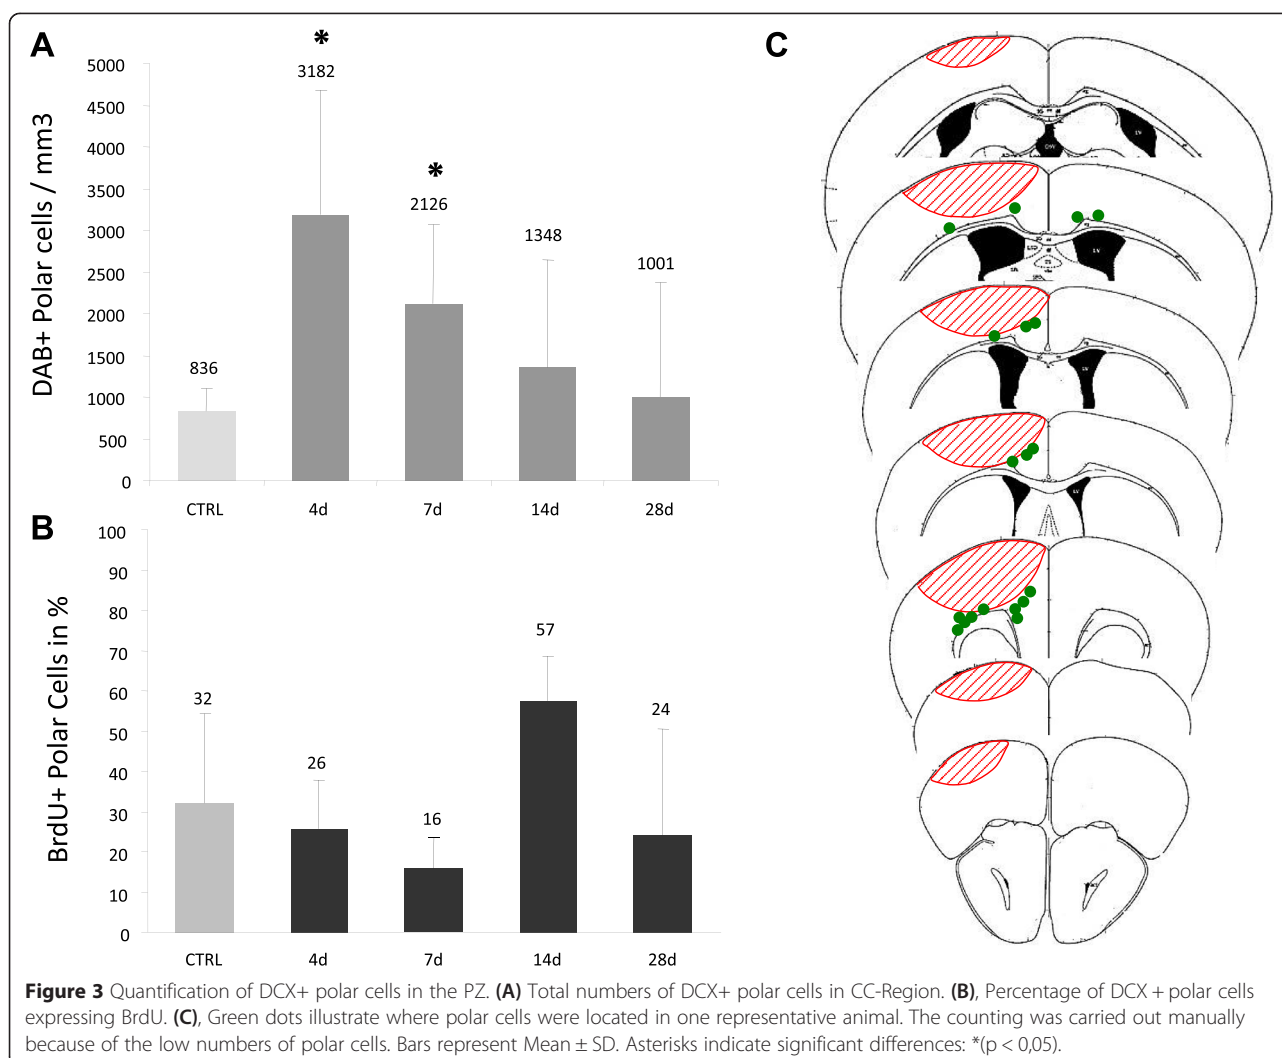 A
*
3182
5000
4500
4000
3500
3000
2500
2000
1500
1000
500
0
DAB+ Polar cells / mm3
836
*
2126
1348
1001
CTRL 4d 7d 14d 28d
B
100
90
80
70
60
50
40
30
20
10
0
BrdU+ Polar Cells in %
32
26
16
57
24
CTRL 4d 7d 14d 28d
C
LV
LV
LV
LV
Figure 3 Quantification of DCX+ polar cells in the PZ. (A) Total numbers of DCX+ polar cells in CC-Region. (B), Percentage of DCX + polar cells
expressing BrdU. (C), Green dots illustrate where polar cells were located in one representative animal. The counting was carried out manually
because of the low numbers of polar cells. Bars represent Mean ± SD. Asterisks indicate significant differences: *(p < 0,05).